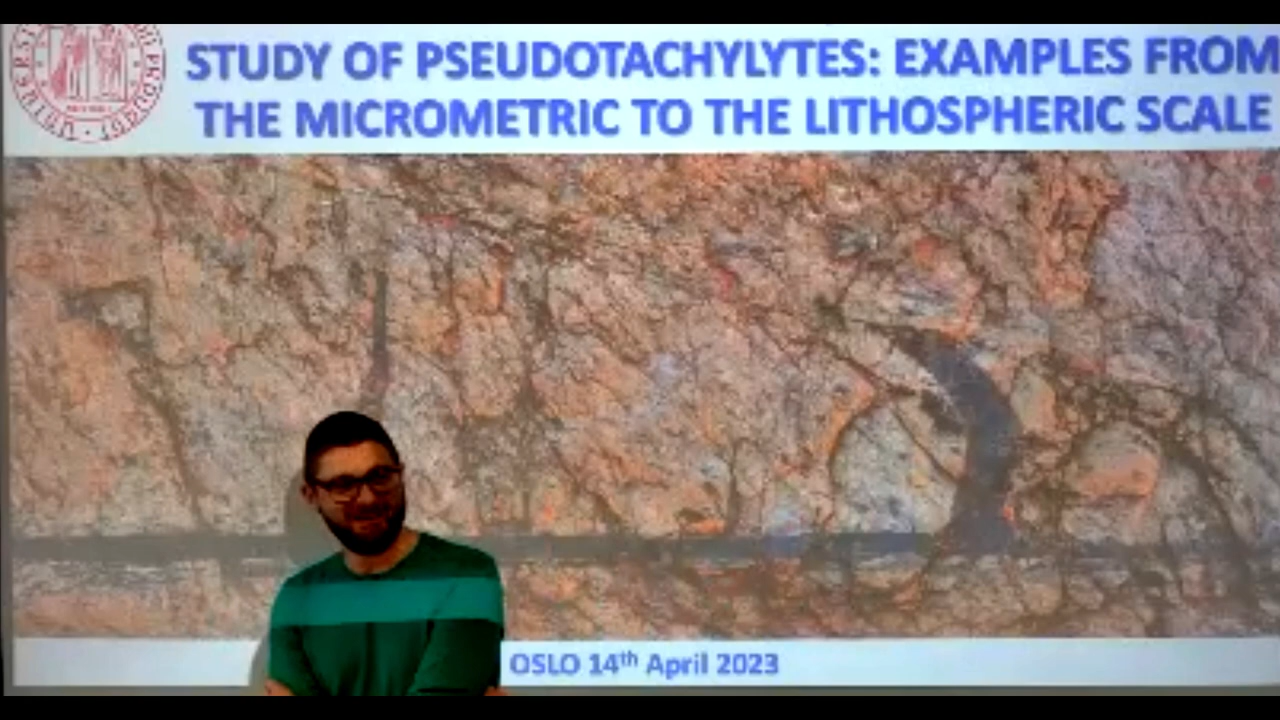 STUDY OF PSEUDOTACHYLYTES: EXAMPLES FROM
THE MICROMETRIC TO THE LITHOSPHERIC SCALE
OSLO 14th April 2023